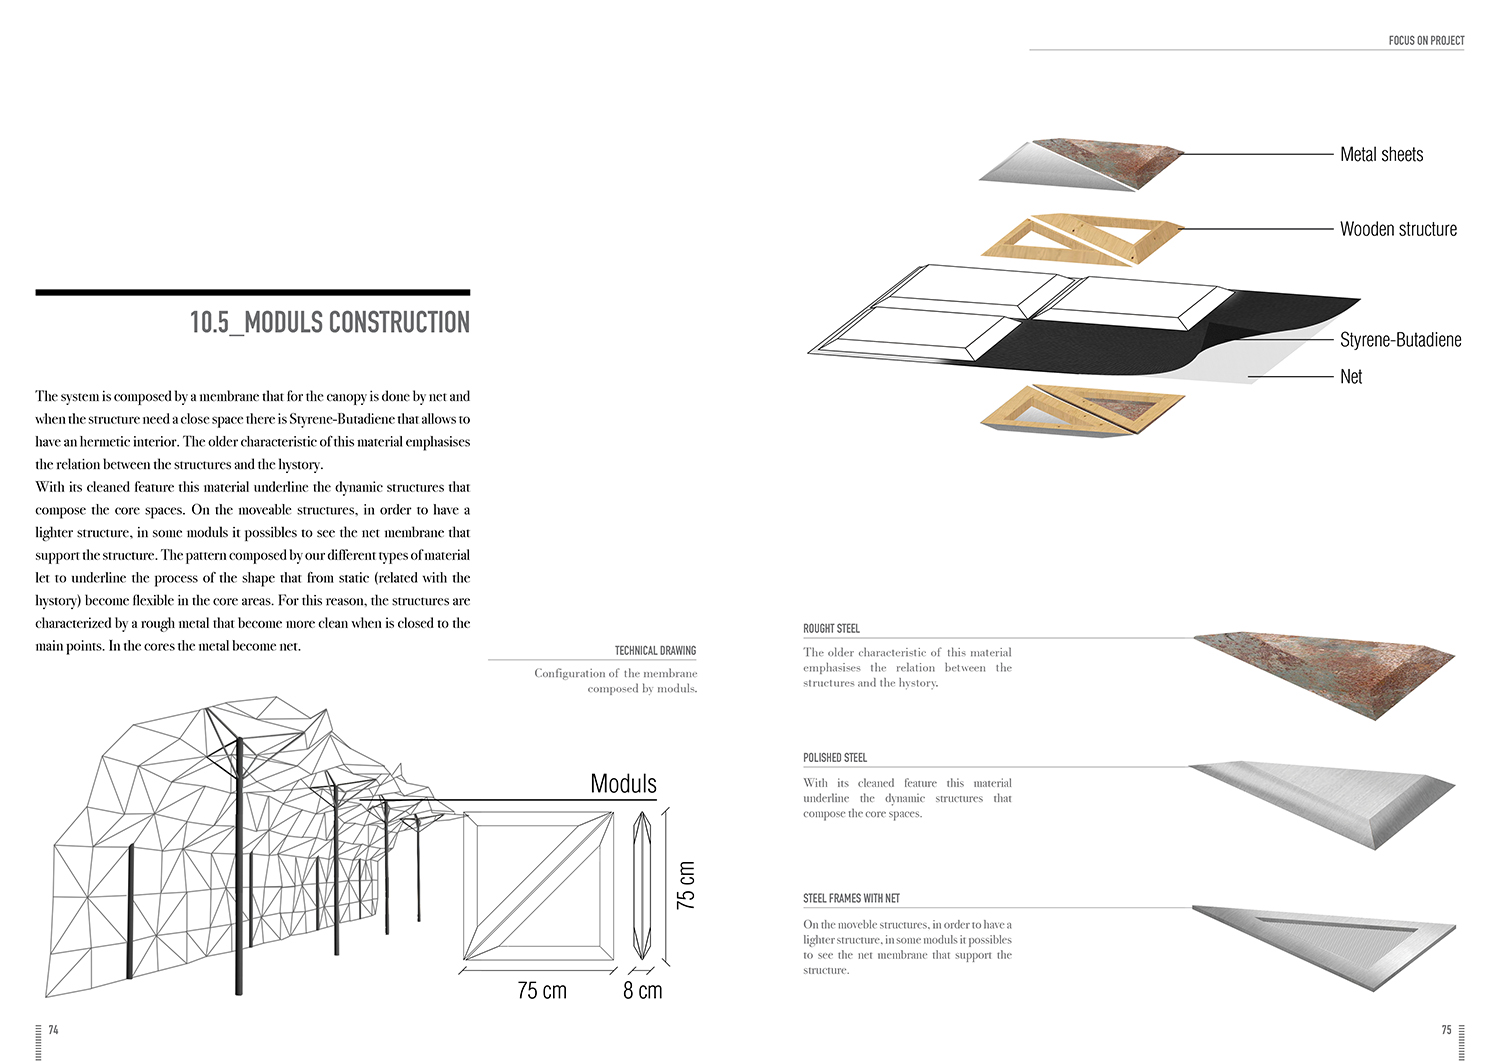 10.5_MODULS CONSTRUCTION
The system is composed by a membrane that for the canopy is done by net and
when the structure need a close space there is Styrene-Butadiene that allows to
have an hermetic interior. The older characteristic of this material emphasises
the relation between the structures and the hystory.
With its cleaned feature this material underline the dynamic structures that
compose the core spaces. On the moveable structures, in order to have a
lighter structure, in some moduls it possibles to see the net membrane that
support the structure. The pattern composed by our different types of material
let to underline the process of the shape that from static (related with the
hystory) become flexible in the core areas. For this reason, the structures are
characterized by a rough metal that become more clean when is closed to the
main points. In the cores the metal become net.
TECHNICAL DRAWING
Configuration of the membrane
composed by moduls.
Moduls
75 cm
75 cm
8 cm
74
FOCUS ON PROJECT
Metal sheets
Wooden structure
Styrene-Butadiene
Net
ROUGHT STEEL
The older characteristic of this material
emphasises the relation between the
structures and the hystory.
POLISHED STEEL
With its cleaned feature this material
underline the dynamic structures that
compose the core spaces.
STEEL FRAMES WITH NET
On the moveble structures, in order to have a
lighter structure, in some moduls it possibles
to see the net membrane that support the
structure.
75